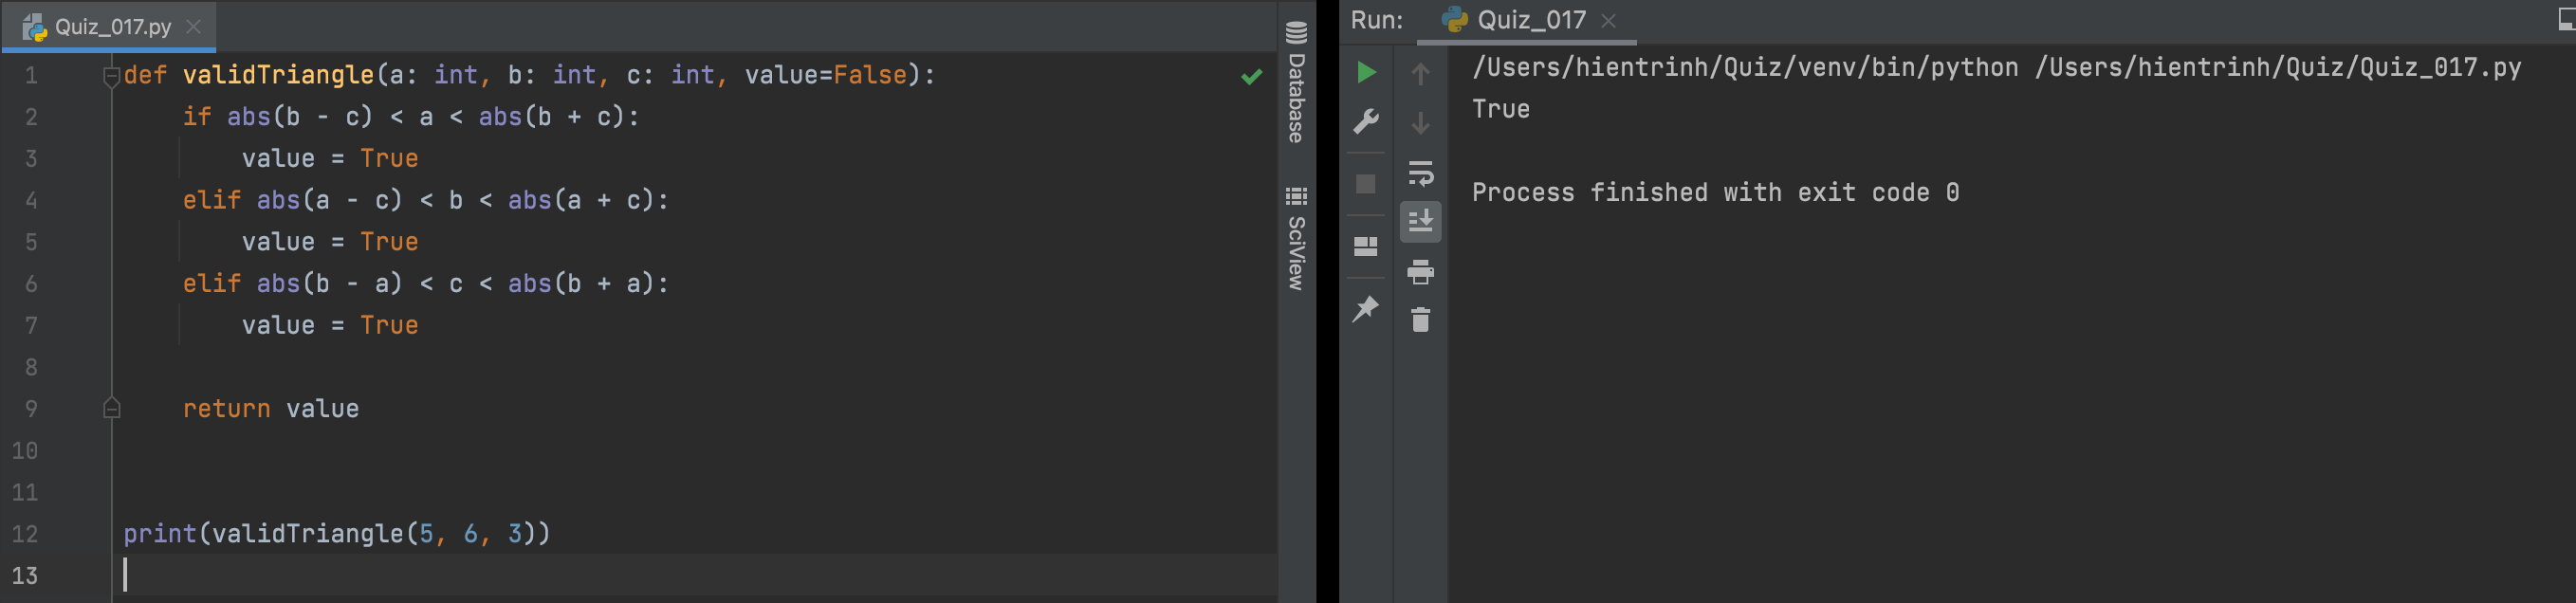 Quiz_017.py
1 def validTriangle(a: int, b: int, c: int, value=False):
2     if abs(b - c) < a < abs(b + c):
3         value = True
4     elif abs(a - c) < b < abs(a + c):
5         value = True
6     elif abs(b - a) < c < abs(b + a):
7         value = True
8
9     return value
10
11
12 print(validTriangle(5, 6, 3))
13
Database
SciView
Run: Quiz_017
/Users/hientrinh/Quiz/venv/bin/python /Users/hientrinh/Quiz/Quiz_017.py
True
Process finished with exit code 0